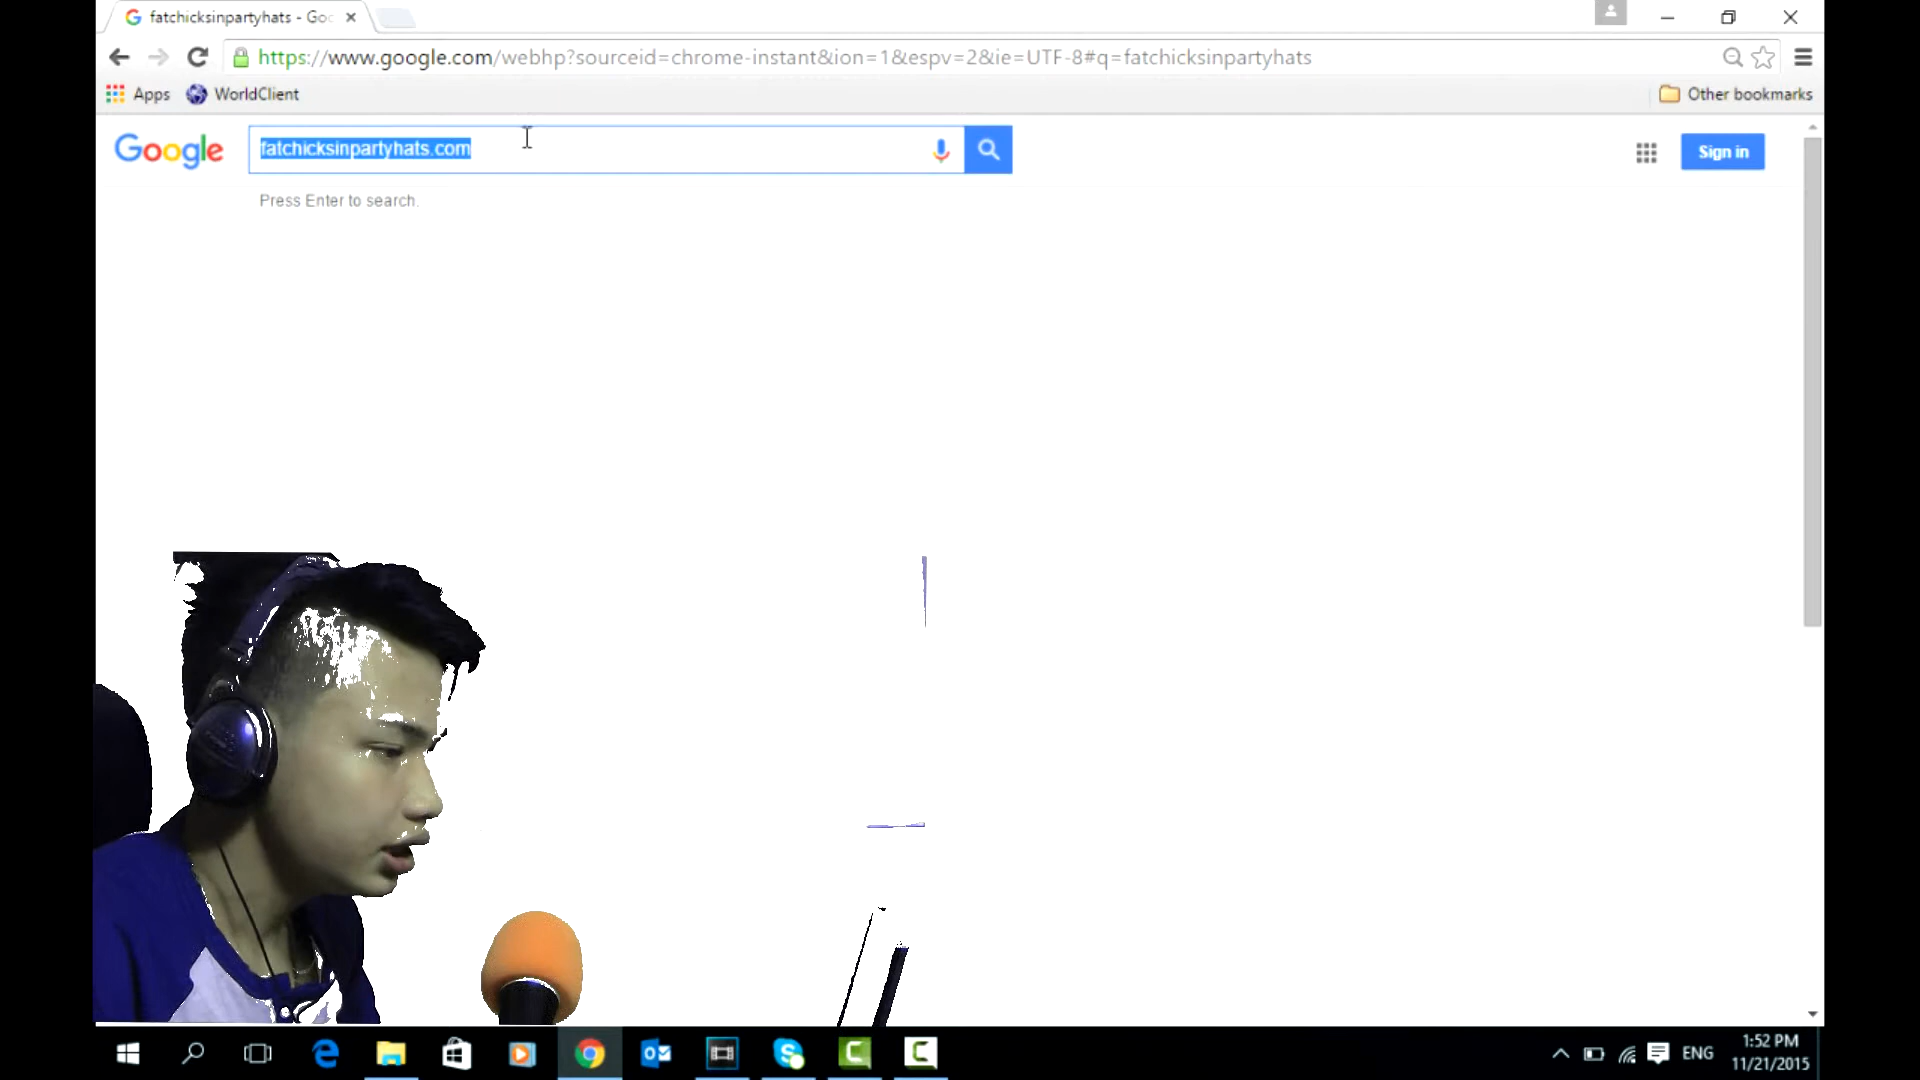 fatchicksinpartyhats - Goo
https://www.google.com/webhp?sourceid=chrome-instant&ion=1&espv=2&ie=UTF-8#q=fatchicksinpartyhats
Apps
WorldClient
Other bookmarks
Google
fatchicksinpartyhats.com
Sign in
Press Enter to search.
ENG
1:52 PM
11/21/2015